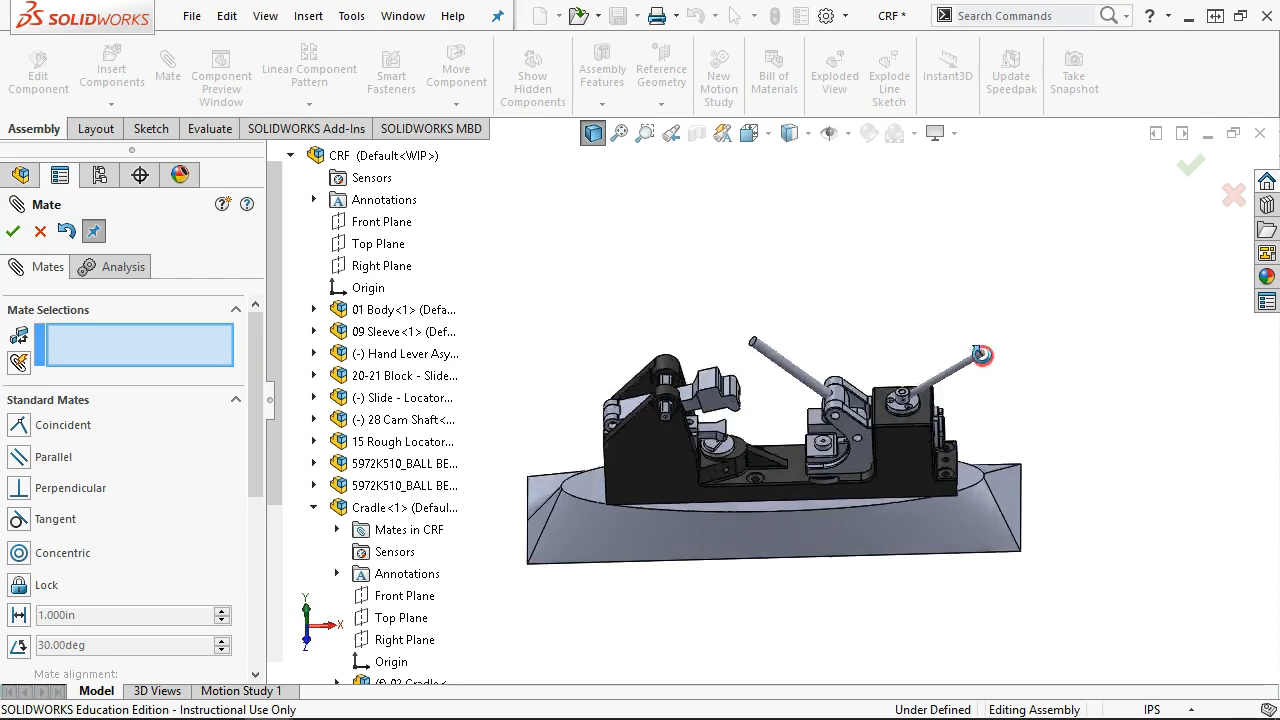 SOLIDWORKS
File Edit View Insert Tools Window Help
CRF *
Search Commands
Edit Component
Insert Components
Mate
Component Preview Window
Linear Component Pattern
Smart Fasteners
Move Component
Show Hidden Components
Assembly Features
Reference Geometry
New Motion Study
Bill of Materials
Exploded View
Explode Line Sketch
Instant3D
Update Speedpak
Take Snapshot
Assembly Layout Sketch Evaluate SOLIDWORKS Add-Ins SOLIDWORKS MBD
Mate
Mates Analysis
Mate Selections
Standard Mates
Coincident
Parallel
Perpendicular
Tangent
Concentric
Lock
1.000in
30.00deg
Mate alignment:
CRF (Default<WIP>)
Sensors
Annotations
Front Plane
Top Plane
Right Plane
Origin
01 Body<1> (Defa...
09 Sleeve<1> (Def...
(-) Hand Lever Asy...
20-21 Block - Slide...
(-) Slide - Locator...
(-) 28 Cam Shaft<...
15 Rough Locator...
5972K510_BALL BE...
5972K510_BALL BE...
Cradle<1> (Defaul...
Mates in CRF
Sensors
Annotations
Front Plane
Top Plane
Right Plane
Origin
Y
X
Z
Model 3D Views Motion Study 1
SOLIDWORKS Education Edition - Instructional Use Only
Under Defined Editing Assembly IPS